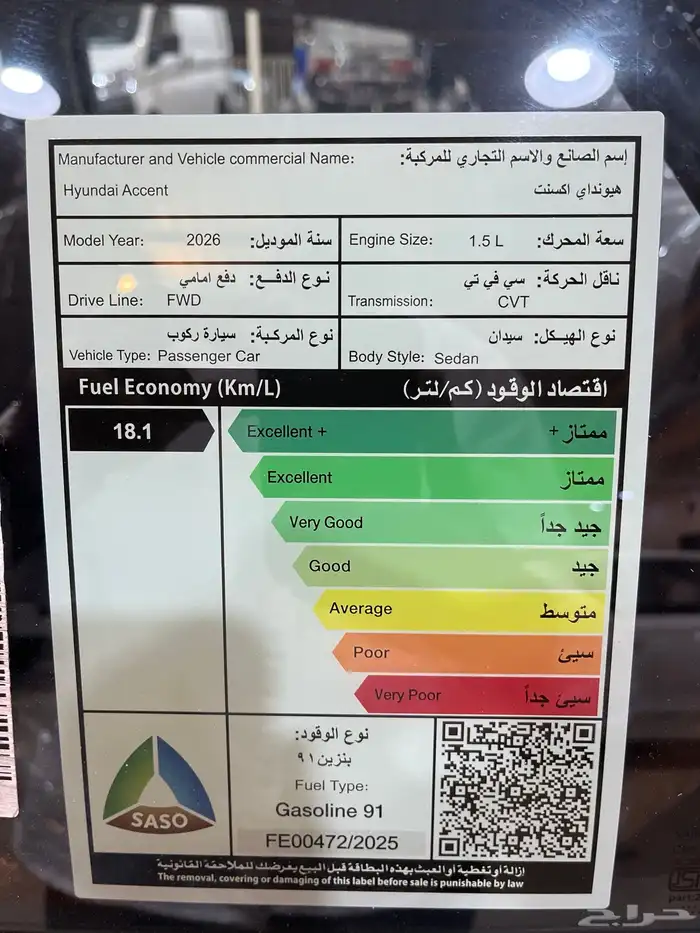 Manufacturer and Vehicle commercial Name: إسم الصانع والاسم التجاري للمركبة:
Hyundai Accent هيونداي اكسنت
Model Year: 2026 سنة الموديل:
Engine Size: 1.5 L سعة المحرك:
نوع الدفع: دفع امامي
Drive Line: FWD
ناقل الحركة: سي في تي
Transmission: CVT
نوع المركبة: سيارة ركوب
Vehicle Type: Passenger Car
نوع الهيكل: سيدان
Body Style: Sedan
Fuel Economy (Km/L) اقتصاد الوقود (كم/لتر)
18.1
Excellent + ممتاز +
Excellent ممتاز
Very Good جيد جداً
Good جيد
Average متوسط
Poor سيئ
Very Poor سيئ جداً
SASO
نوع الوقود:
بنزين ٩١
Fuel Type:
Gasoline 91
FE00472/2025
إزالة أو تغطية أو العبث بهذه البطاقة قبل البيع يعرضك للملاحقة القانونية
The removal, covering or damaging of this label before sale is punishable by law
حراج